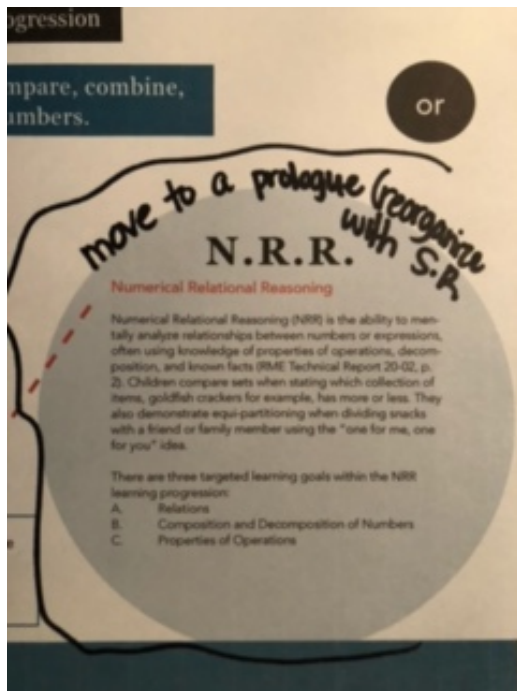 ogression
mpare, combine,
umbers.
or
move to a prologue (reorganize
with S.R
N.R.R.
Numerical Relational Reasoning
Numerical Relational Reasoning (NRR) is the ability to men-
tally analyze relationships between numbers or expressions,
often using knowledge of properties of operations, decom-
position, and known facts (RME Technical Report 20-02, p.
2). Children compare sets when stating which collection of
items, goldfish crackers for example, has more or less. They
also demonstrate equi-partitioning when dividing snacks
with a friend or family member using the "one for me, one
for you" idea.
There are three targeted learning goals within the NRR
learning progression:
A. Relations
B. Composition and Decomposition of Numbers
C. Properties of Operations
e